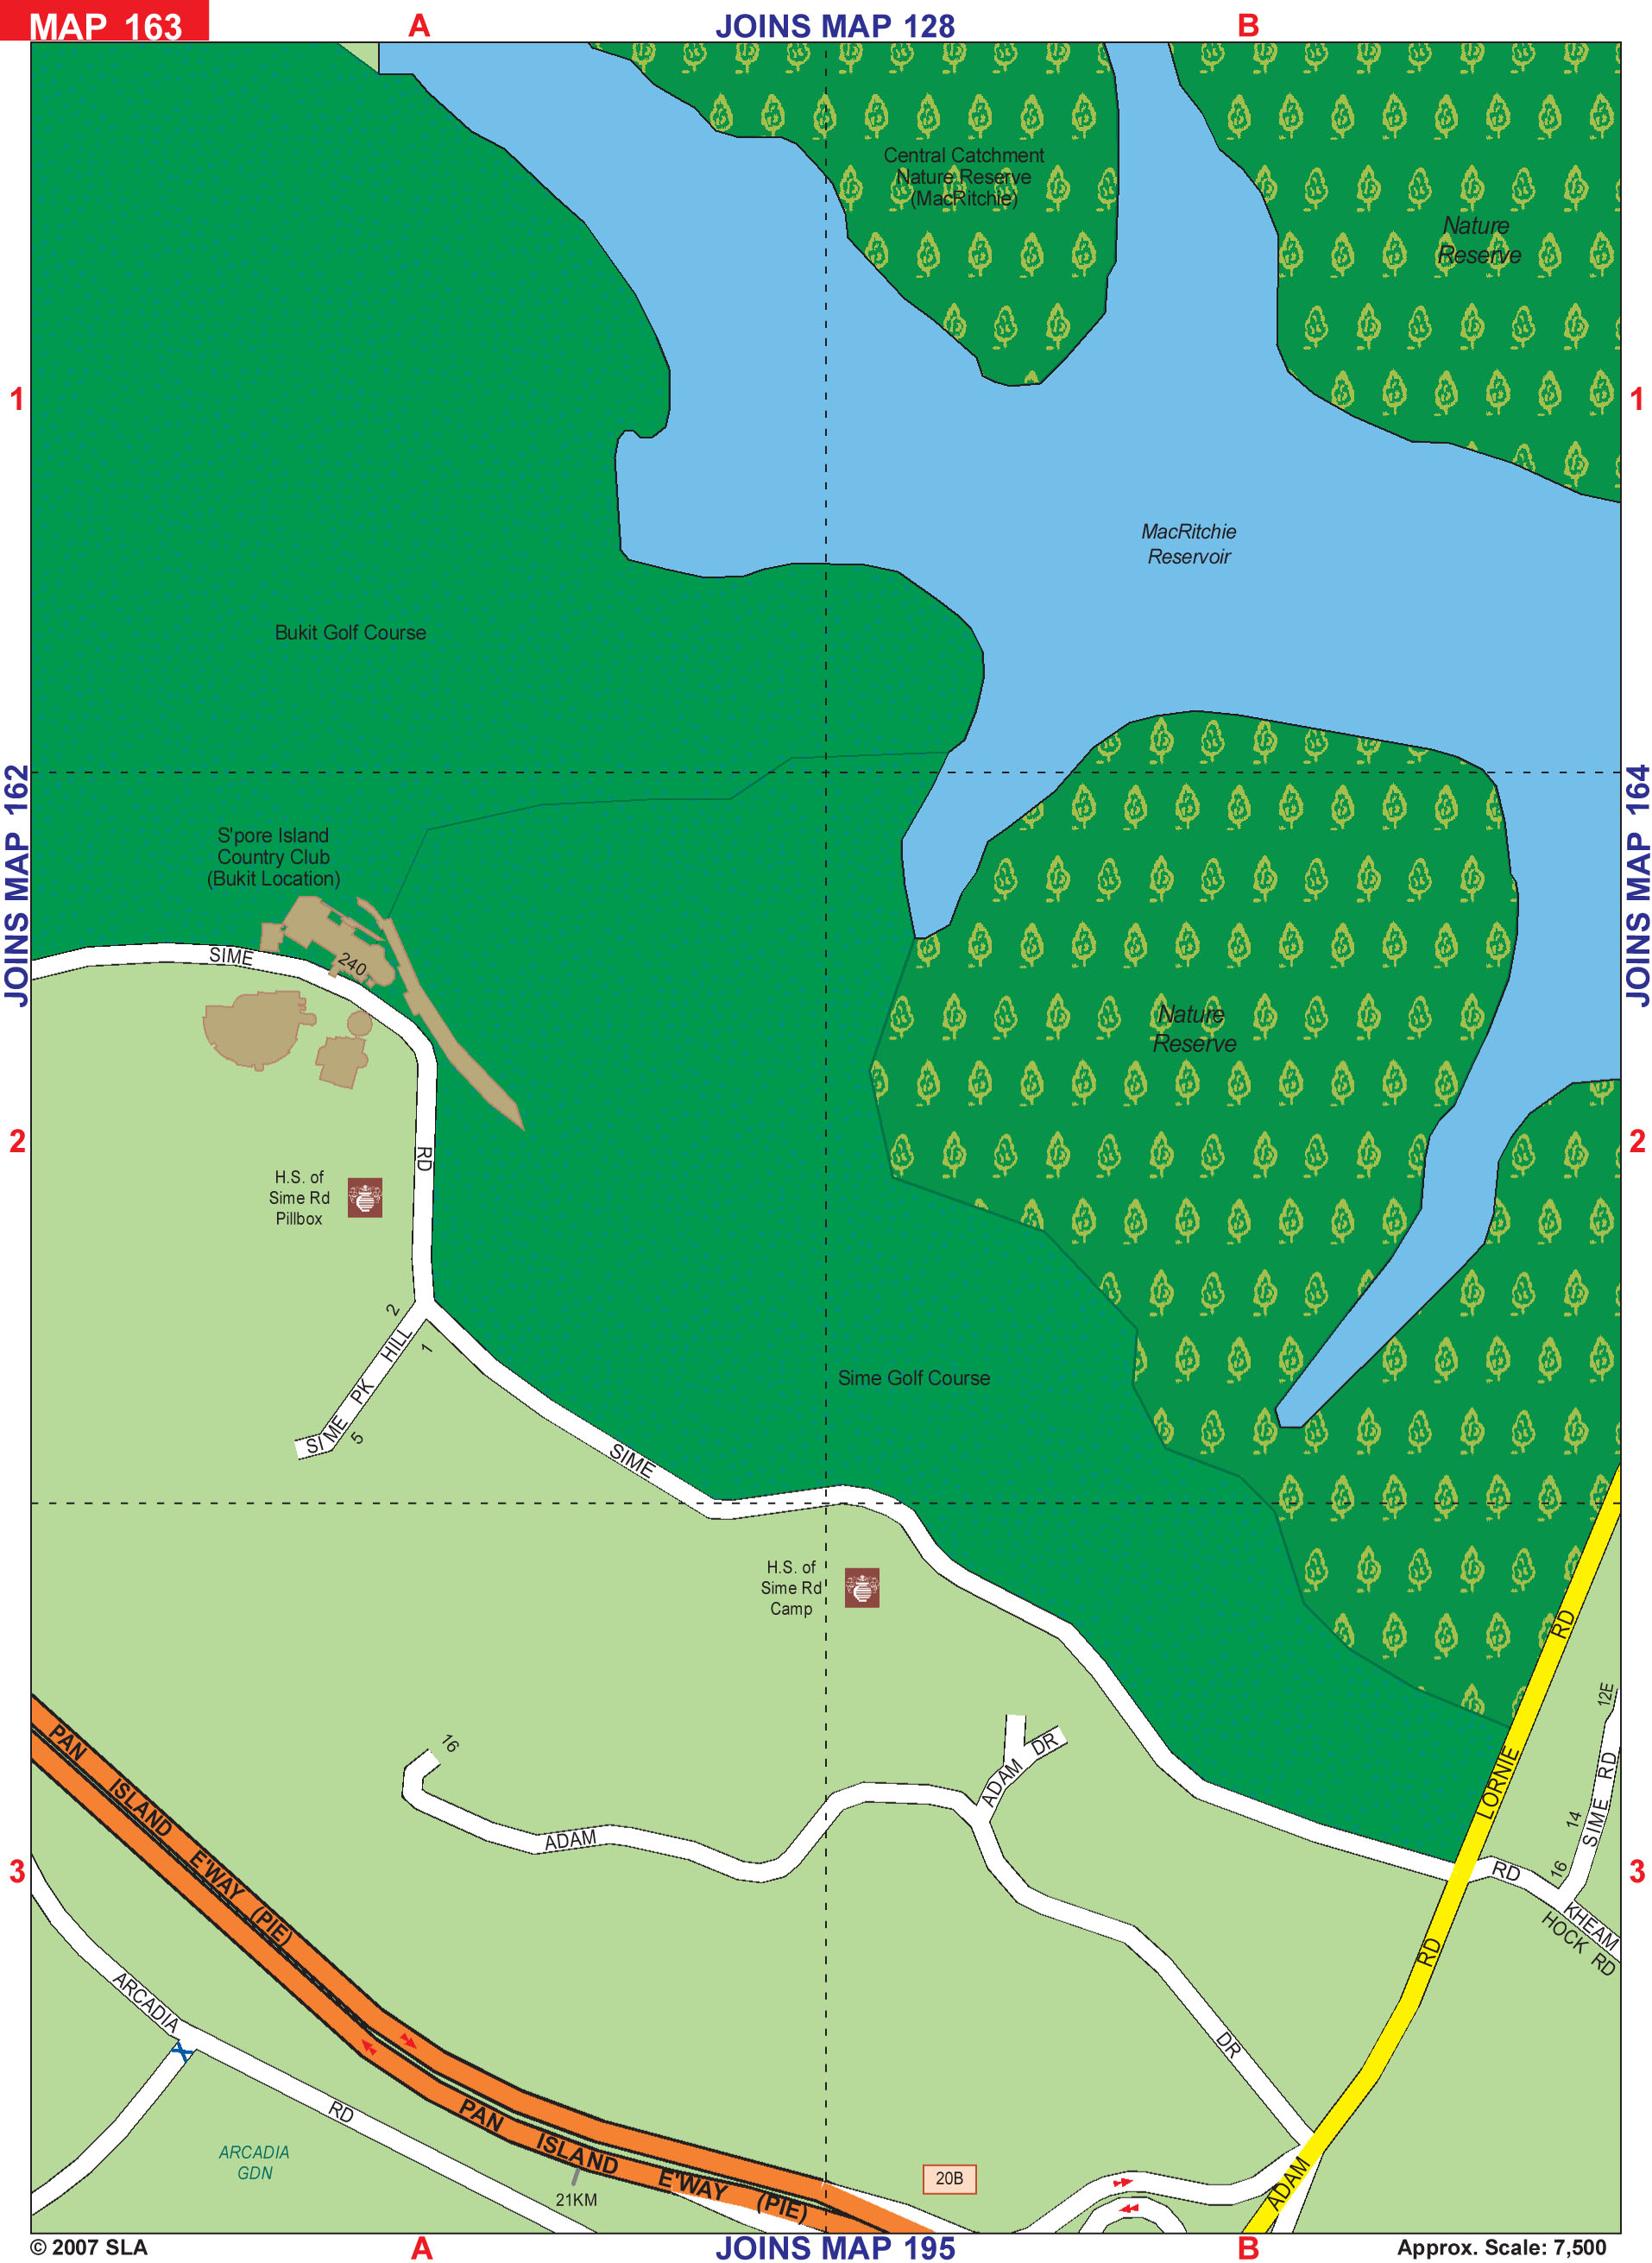 MAP 163
A
JOINS MAP 128
B
Central Catchment
Nature Reserve
(MacRitchie)
Nature
Reserve
1
1
MacRitchie
Reservoir
Bukit Golf Course
JOINS MAP 162
JOINS MAP 164
S'pore Island
Country Club
(Bukit Location)
SIME
240
Nature
Reserve
2
RD
2
H.S. of
Sime Rd
Pillbox
2
HILL
1
PK
SIME
5
Sime Golf Course
SIME
H.S. of
Sime Rd
Camp
RD
12E
16
ADAM DR
LORNIE
RD
SIME
14
PAN ISLAND E'WAY (PIE)
ADAM
3
RD
16
3
KHEAM
HOCK RD
RD
ARCADIA
DR
RD
PAN ISLAND E'WAY (PIE)
ARCADIA
GDN
21KM
20B
ADAM
© 2007 SLA
A
JOINS MAP 195
B
Approx. Scale: 7,500